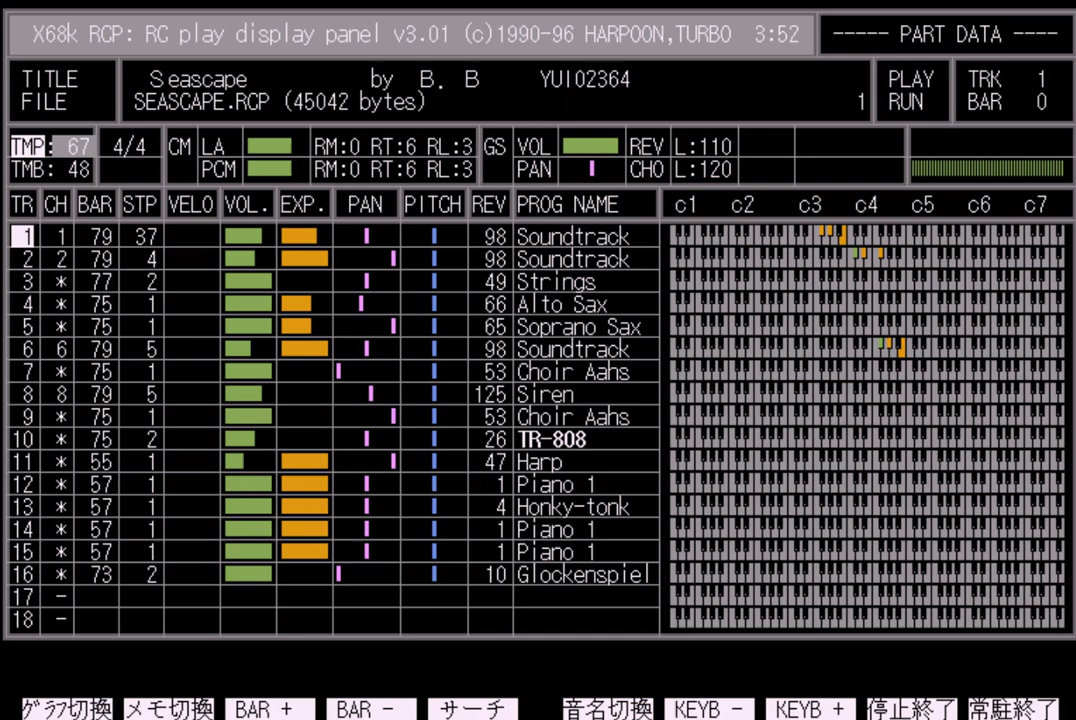 X68k RCP: RC play display panel v3.01 (c)1990-96 HARPOON,TURBO 3:52 ----- PART DATA ----
TITLE Seascape by B. B YUI02364 PLAY TRK 1
FILE SEASCAPE.RCP (45042 bytes) 1 RUN BAR 0
TMP: 67 4/4 CM LA RM:0 RT:6 RL:3 GS VOL REV L:110
TMB: 48 PCM RM:0 RT:6 RL:3 PAN CHO L:120
TR CH BAR STP VELO VOL. EXP. PAN PITCH REV PROG NAME c1 c2 c3 c4 c5 c6 c7
1 1 79 37 98 Soundtrack
2 2 79 4 98 Soundtrack
3 * 77 2 49 Strings
4 * 75 1 66 Alto Sax
5 * 75 1 65 Soprano Sax
6 6 79 5 98 Soundtrack
7 * 75 1 53 Choir Aahs
8 8 79 5 125 Siren
9 * 75 1 53 Choir Aahs
10 * 75 2 26 TR-808
11 * 55 1 47 Harp
12 * 57 1 1 Piano 1
13 * 57 1 4 Honky-tonk
14 * 57 1 1 Piano 1
15 * 57 1 1 Piano 1
16 * 73 2 10 Glockenspiel
17 -
18 -
ｸﾞﾗﾌ切換 メモ切換 BAR + BAR - サーチ 音名切換 KEYB - KEYB + 停止終了 常駐終了